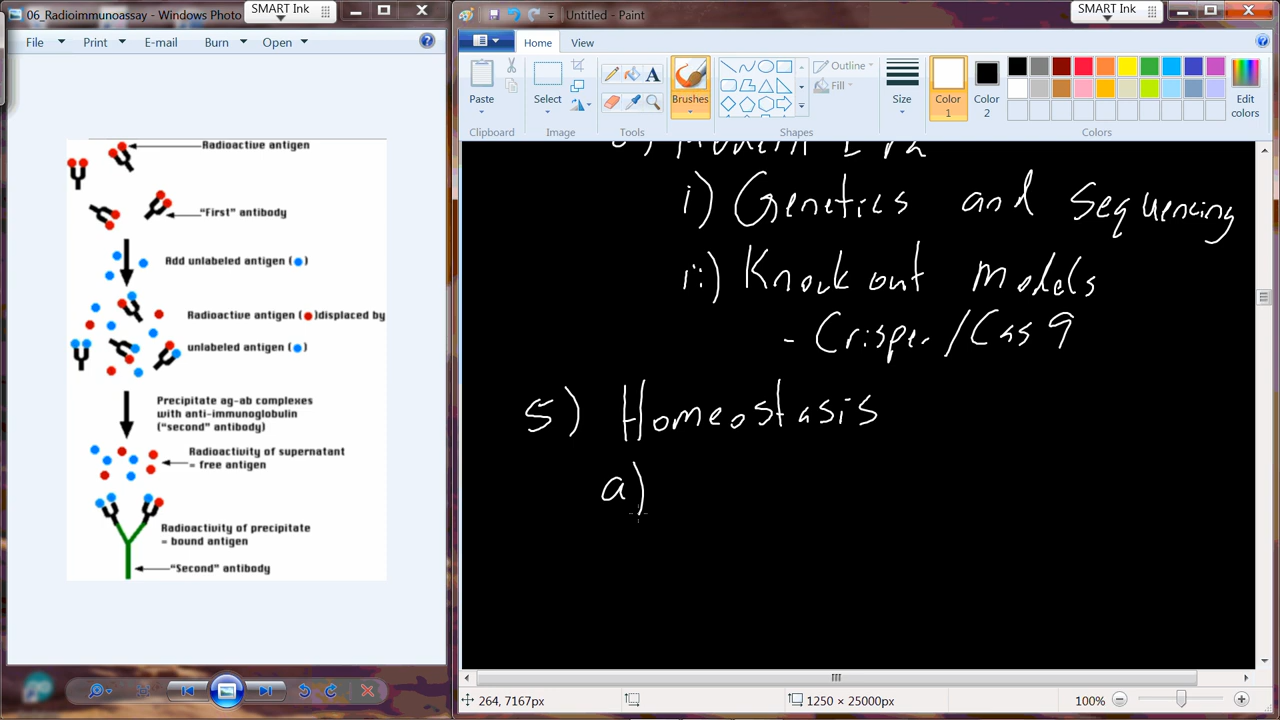 06_Radioimmunoassay - Windows Photo
SMART Ink
File
Print
E-mail
Burn
Open
Radioactive antigen
"First" antibody
Add unlabeled antigen ( )
Radioactive antigen ( )displaced by
unlabeled antigen ( )
Precipitate ag-ab complexes
with anti-immunoglobulin
("second" antibody)
Radioactivity of supernatant
= free antigen
Radioactivity of precipitate
= bound antigen
"Second" antibody
Untitled - Paint
SMART Ink
Home
View
Paste
Select
Brushes
Outline
Fill
Size
Color
1
Color
2
Edit
colors
Clipboard
Image
Tools
Shapes
Colors
Modern Era
i) Genetics and Sequencing
ii) Knock out Models
- Crisper/Cas 9
5) Homeostasis
a)
264, 7167px
1250 × 25000px
100%